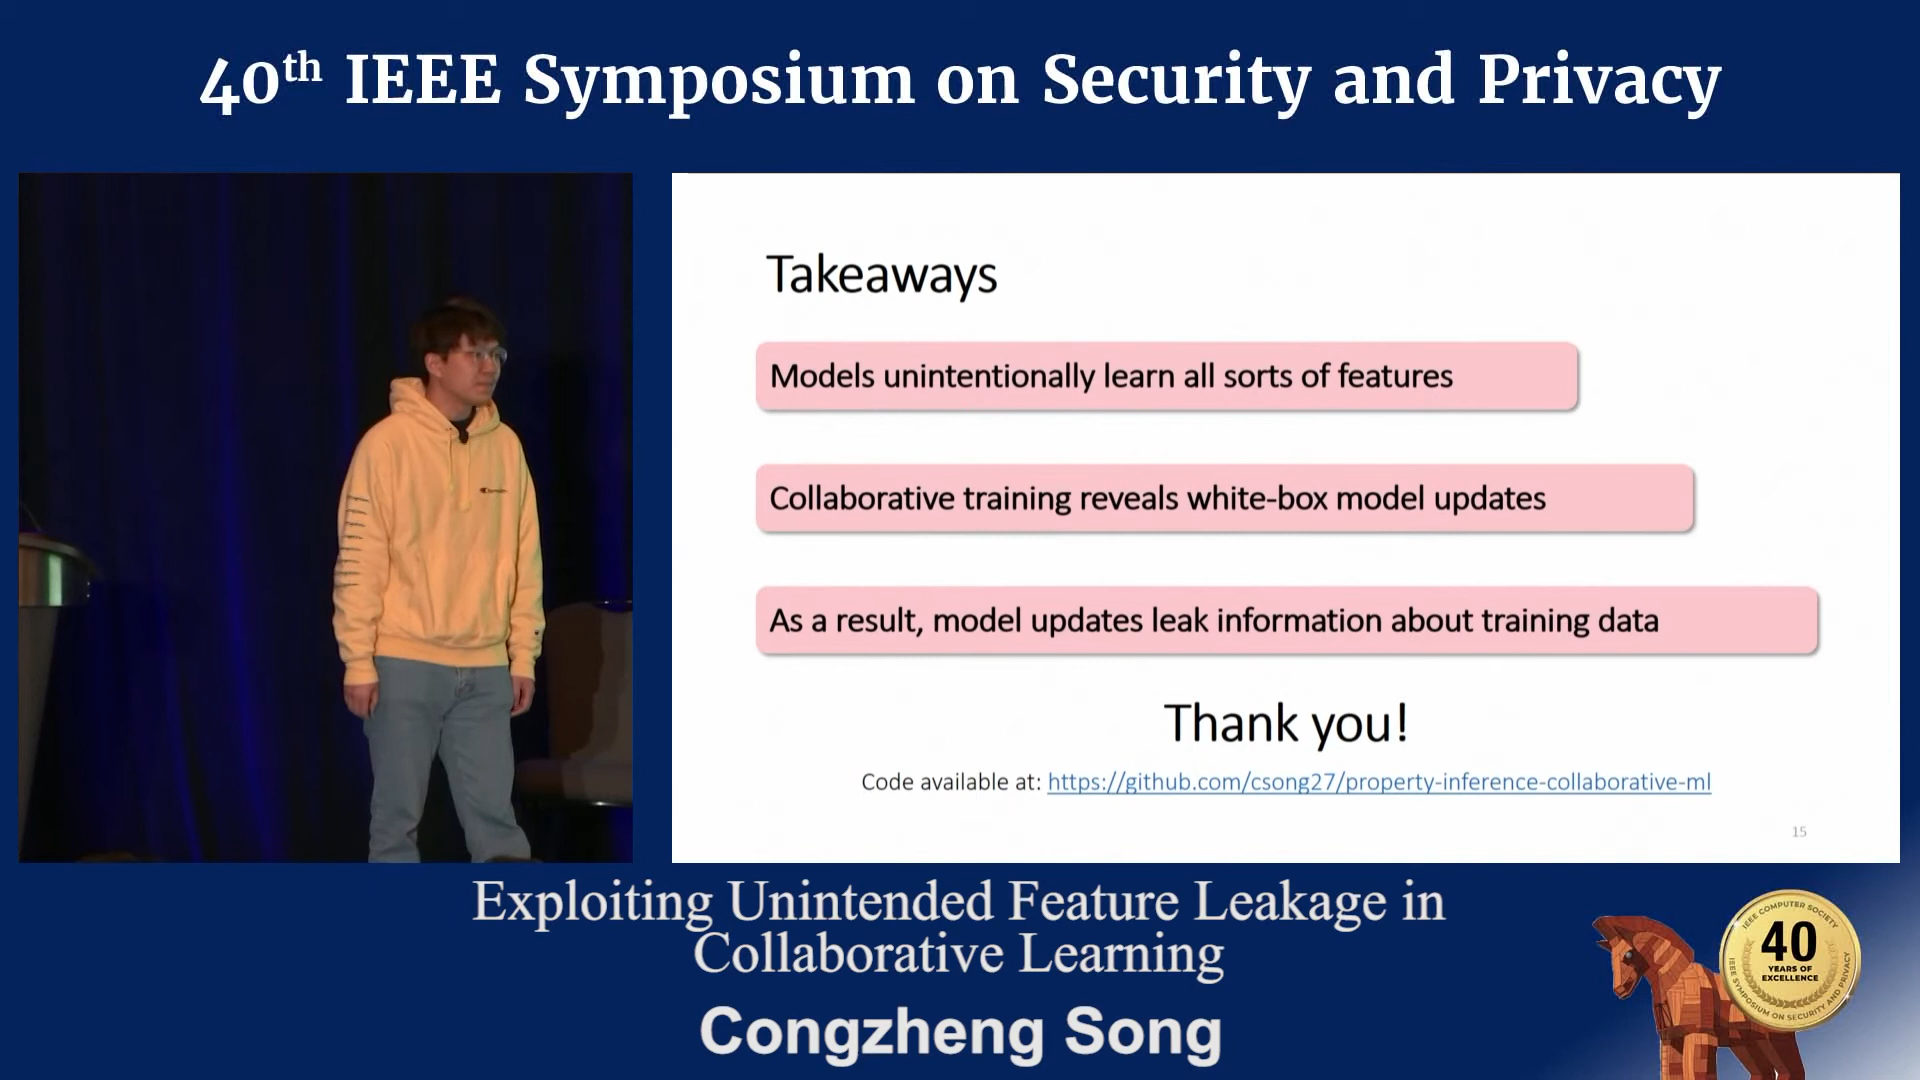 40th IEEE Symposium on Security and Privacy
Takeaways
Models unintentionally learn all sorts of features
Collaborative training reveals white-box model updates
As a result, model updates leak information about training data
Thank you!
Code available at: https://github.com/csong27/property-inference-collaborative-ml
15
Exploiting Unintended Feature Leakage in
Collaborative Learning
Congzheng Song
IEEE COMPUTER SOCIETY
40
YEARS OF
EXCELLENCE
IEEE SYMPOSIUM ON SECURITY AND PRIVACY